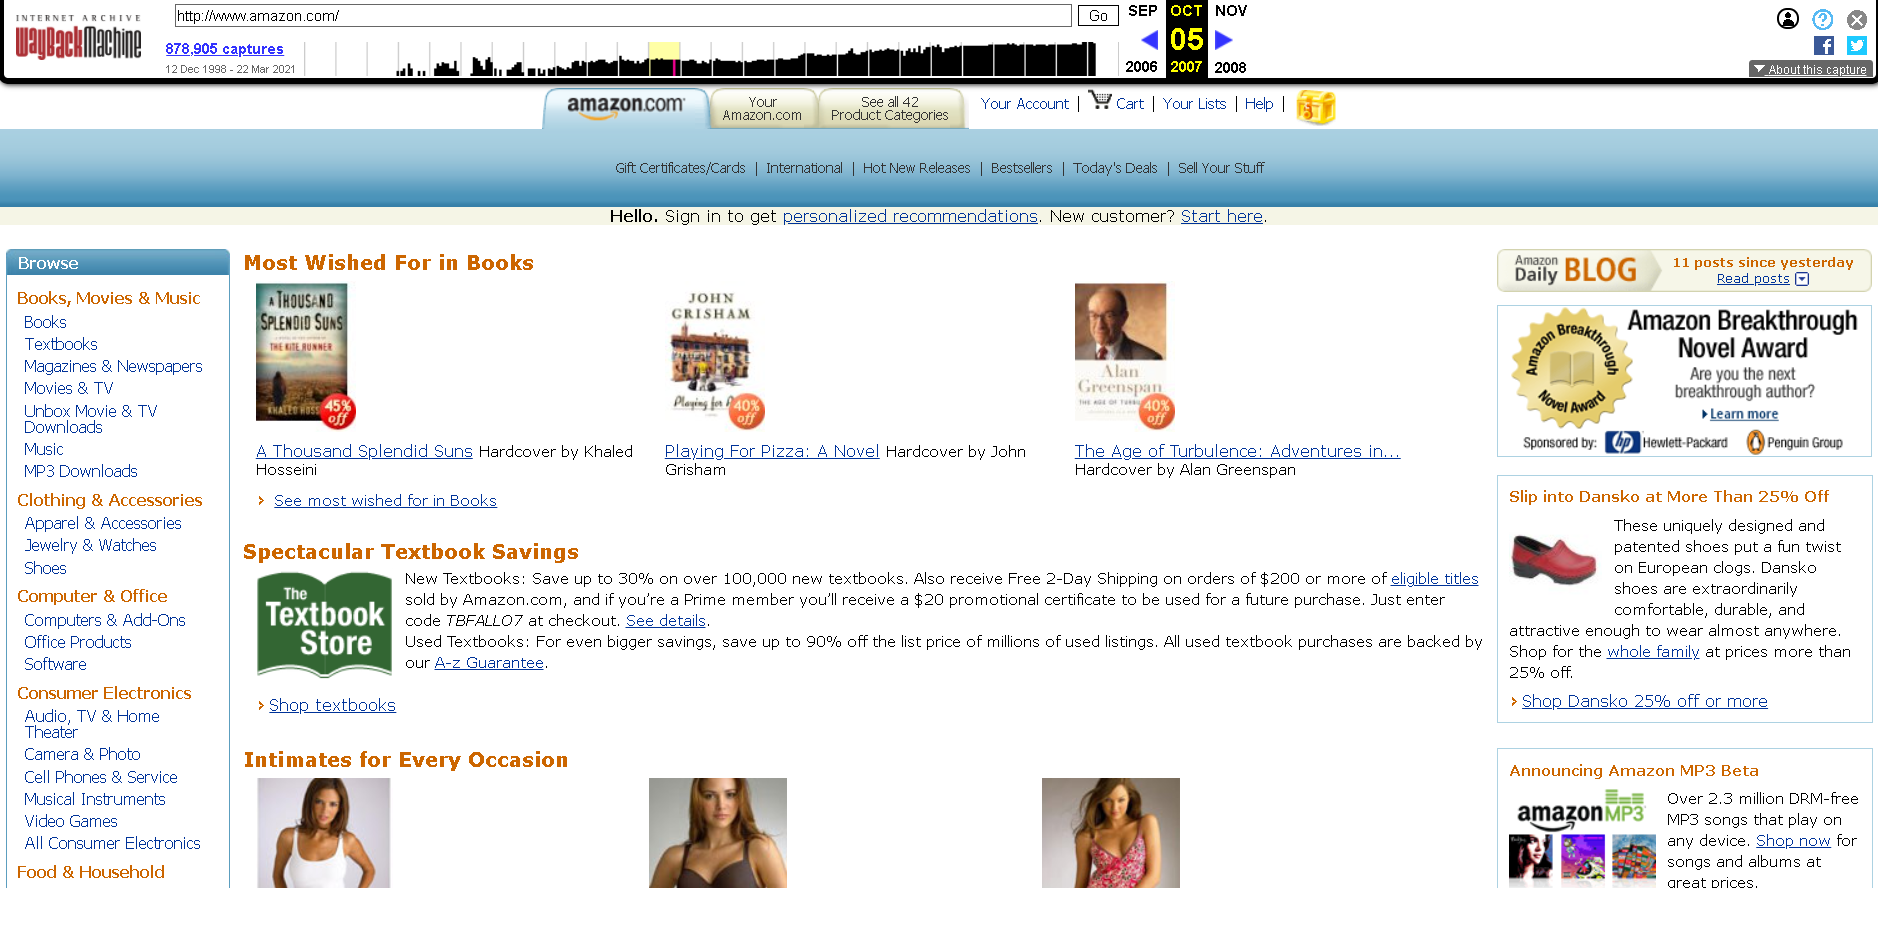 INTERNET ARCHIVE
WayBackMachine
http://www.amazon.com/
Go
878,905 captures
12 Dec 1998 - 22 Mar 2021
SEP OCT NOV
05
2006 2007 2008
About this capture
amazon.com
Your Amazon.com
See all 42 Product Categories
Your Account | Cart | Your Lists | Help |
Gift Certificates/Cards | International | Hot New Releases | Bestsellers | Today's Deals | Sell Your Stuff
Hello. Sign in to get personalized recommendations. New customer? Start here.
Browse
Books, Movies & Music
Books
Textbooks
Magazines & Newspapers
Movies & TV
Unbox Movie & TV
Downloads
Music
MP3 Downloads
Clothing & Accessories
Apparel & Accessories
Jewelry & Watches
Shoes
Computer & Office
Computers & Add-Ons
Office Products
Software
Consumer Electronics
Audio, TV & Home
Theater
Camera & Photo
Cell Phones & Service
Musical Instruments
Video Games
All Consumer Electronics
Food & Household
Most Wished For in Books
A THOUSAND
SPLENDID SUNS
THE KITE RUNNER
45%
off
JOHN
GRISHAM
Playing for
40%
off
Alan
Greenspan
40%
off
A Thousand Splendid Suns Hardcover by Khaled
Hosseini
Playing For Pizza: A Novel Hardcover by John
Grisham
The Age of Turbulence: Adventures in...
Hardcover by Alan Greenspan
See most wished for in Books
Spectacular Textbook Savings
The
Textbook
Store
New Textbooks: Save up to 30% on over 100,000 new textbooks. Also receive Free 2-Day Shipping on orders of $200 or more of eligible titles
sold by Amazon.com, and if you're a Prime member you'll receive a $20 promotional certificate to be used for a future purchase. Just enter
code TBFALLO7 at checkout. See details.
Used Textbooks: For even bigger savings, save up to 90% off the list price of millions of used listings. All used textbook purchases are backed by
our A-z Guarantee.
Shop textbooks
Intimates for Every Occasion
Amazon
Daily BLOG
11 posts since yesterday
Read posts
Amazon Breakthrough
Novel Award
Amazon Breakthrough
Novel Award
Are you the next
breakthrough author?
Learn more
Sponsored by: hp Hewlett-Packard Penguin Group
Slip into Dansko at More Than 25% Off
These uniquely designed and
patented shoes put a fun twist
on European clogs. Dansko
shoes are extraordinarily
comfortable, durable, and
attractive enough to wear almost anywhere.
Shop for the whole family at prices more than
25% off.
Shop Dansko 25% off or more
Announcing Amazon MP3 Beta
amazonMP3
Over 2.3 million DRM-free
MP3 songs that play on
any device. Shop now for
songs and albums at
great prices.